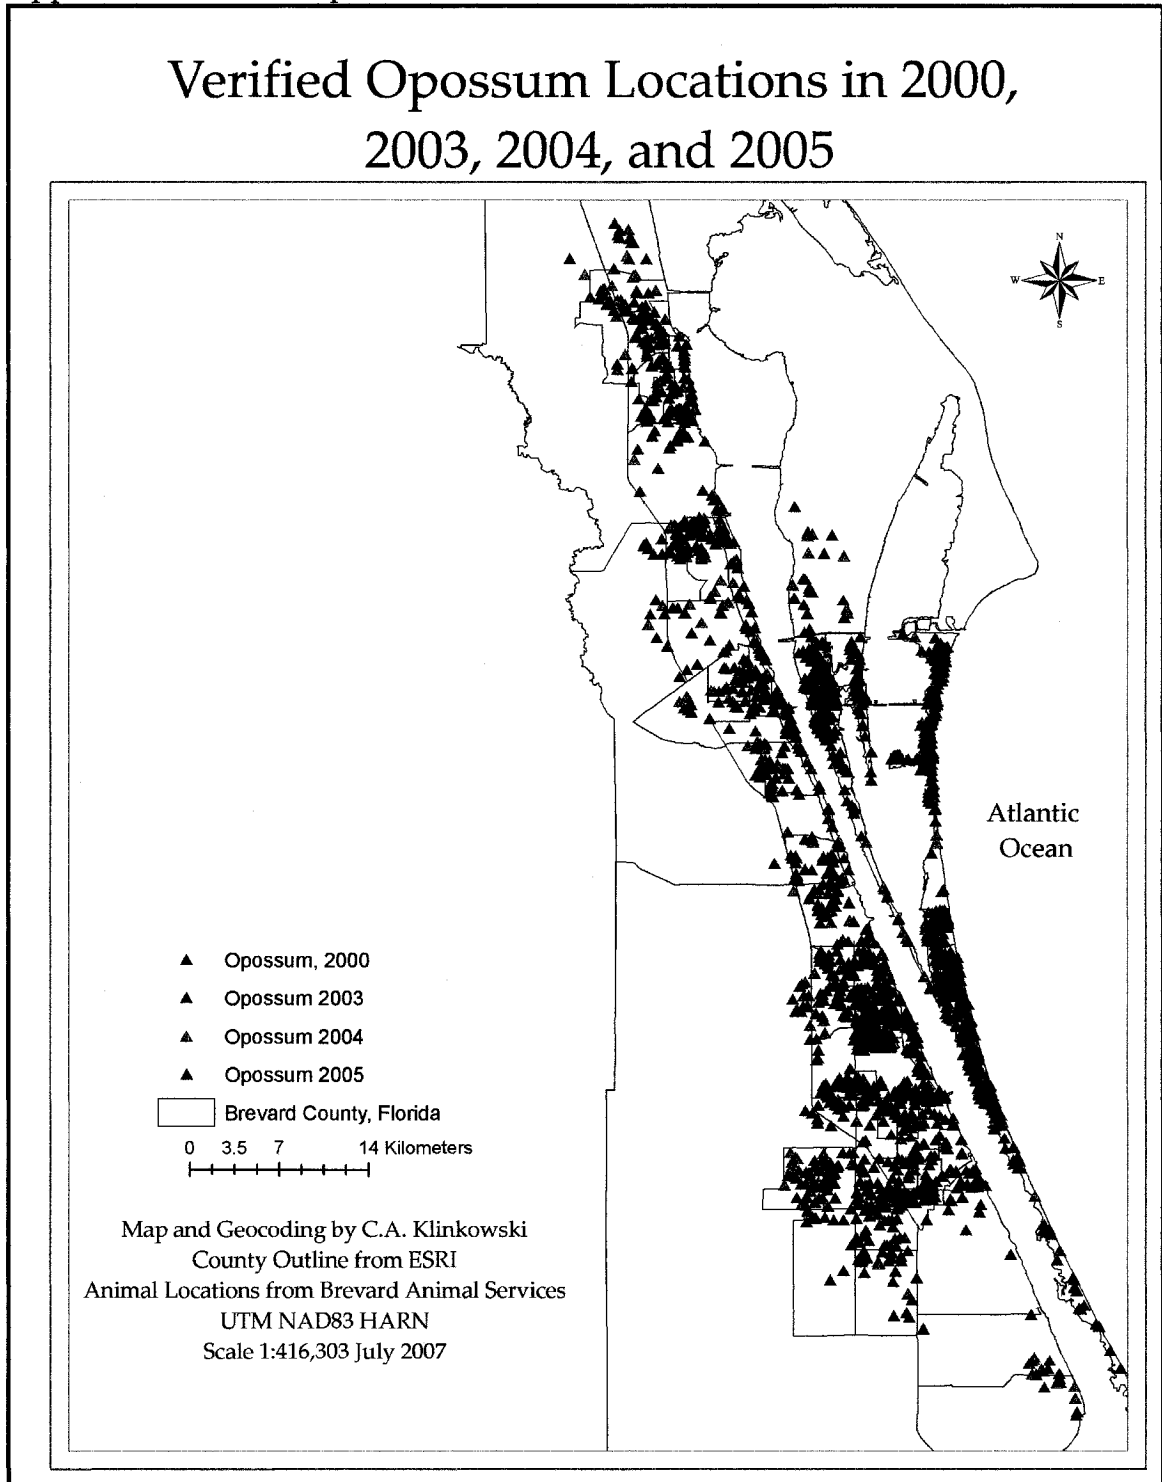 Verified Opossum Locations in 2000,
2003, 2004, and 2005
N
W E
S
Atlantic
Ocean
Opossum, 2000
Opossum 2003
Opossum 2004
Opossum 2005
Brevard County, Florida
0 3.5 7 14 Kilometers
Map and Geocoding by C.A. Klinkowski
County Outline from ESRI
Animal Locations from Brevard Animal Services
UTM NAD83 HARN
Scale 1:416,303 July 2007